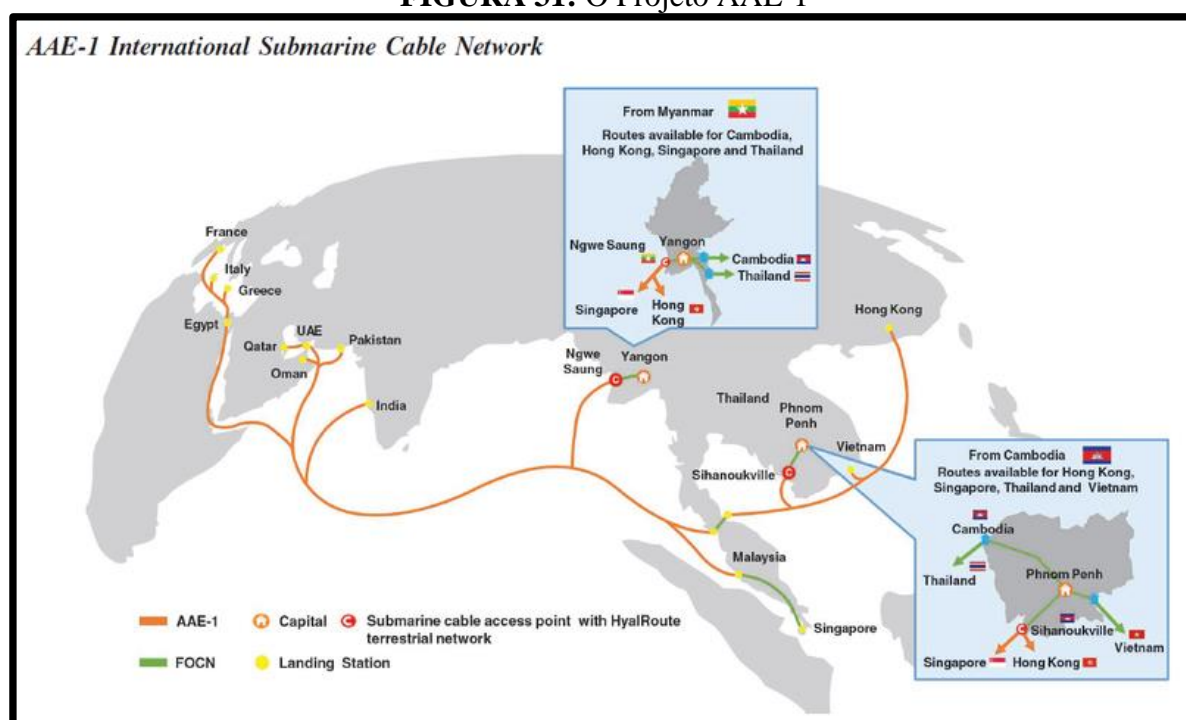 FIGURA 31: O Projeto AAE-1
AAE-1 International Submarine Cable Network
From Myanmar
Routes available for Cambodia,
Hong Kong, Singapore and Thailand
Ngwe Saung
Yangon
Cambodia
Thailand
Singapore
Hong
Kong
France
Italy
Greece
Egypt
UAE
Qatar
Pakistan
Oman
India
Ngwe
Saung
Yangon
Hong Kong
Thailand
Phnom
Penh
Vietnam
Sihanoukville
Malaysia
Singapore
From Cambodia
Routes available for Hong Kong,
Singapore, Thailand and Vietnam
Cambodia
Thailand
Phnom Penh
Sihanoukville
Vietnam
Singapore
Hong Kong
AAE-1
Capital
C
Submarine cable access point with HyalRoute
terrestrial network
FOCN
Landing Station